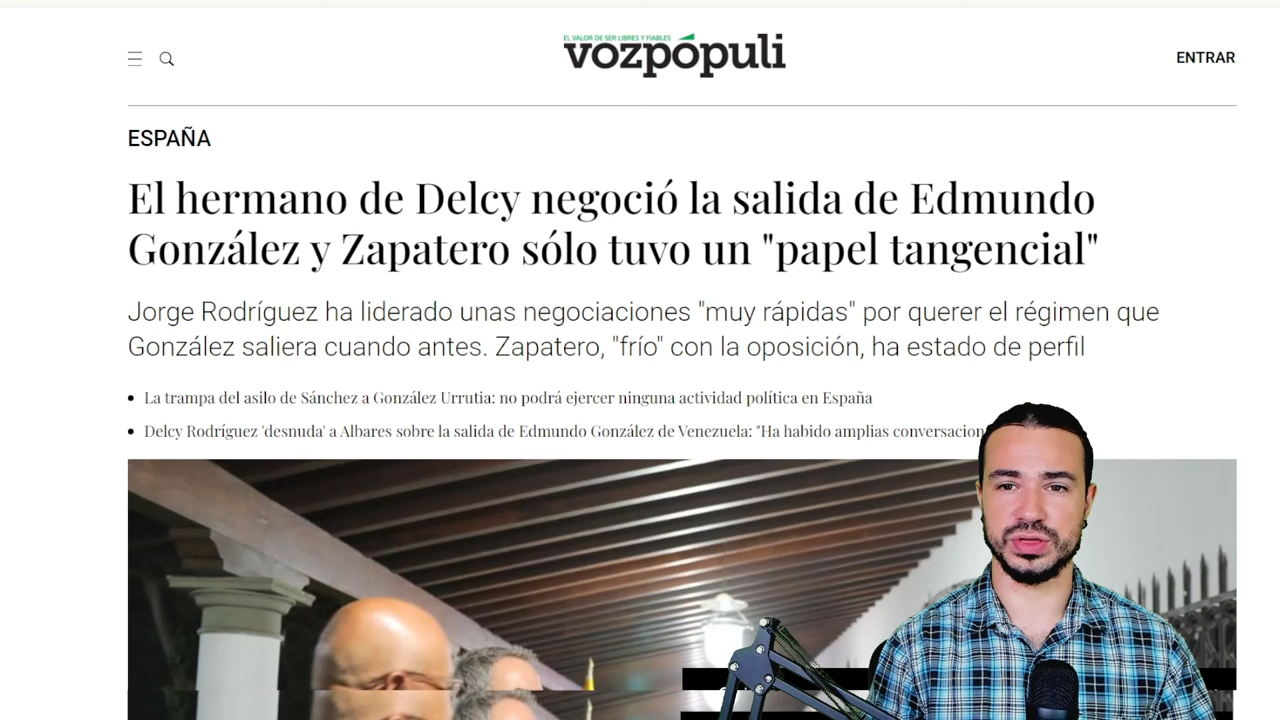 EL VALOR DE SER LIBRES Y FIABLES
vozpópuli
ENTRAR
ESPAÑA
El hermano de Delcy negoció la salida de Edmundo
González y Zapatero sólo tuvo un "papel tangencial"
Jorge Rodríguez ha liderado unas negociaciones "muy rápidas" por querer el régimen que
González saliera cuando antes. Zapatero, "frío" con la oposición, ha estado de perfil
La trampa del asilo de Sánchez a González Urrutia: no podrá ejercer ninguna actividad política en España
Delcy Rodríguez 'desnuda' a Albares sobre la salida de Edmundo González de Venezuela: "Ha habido amplias